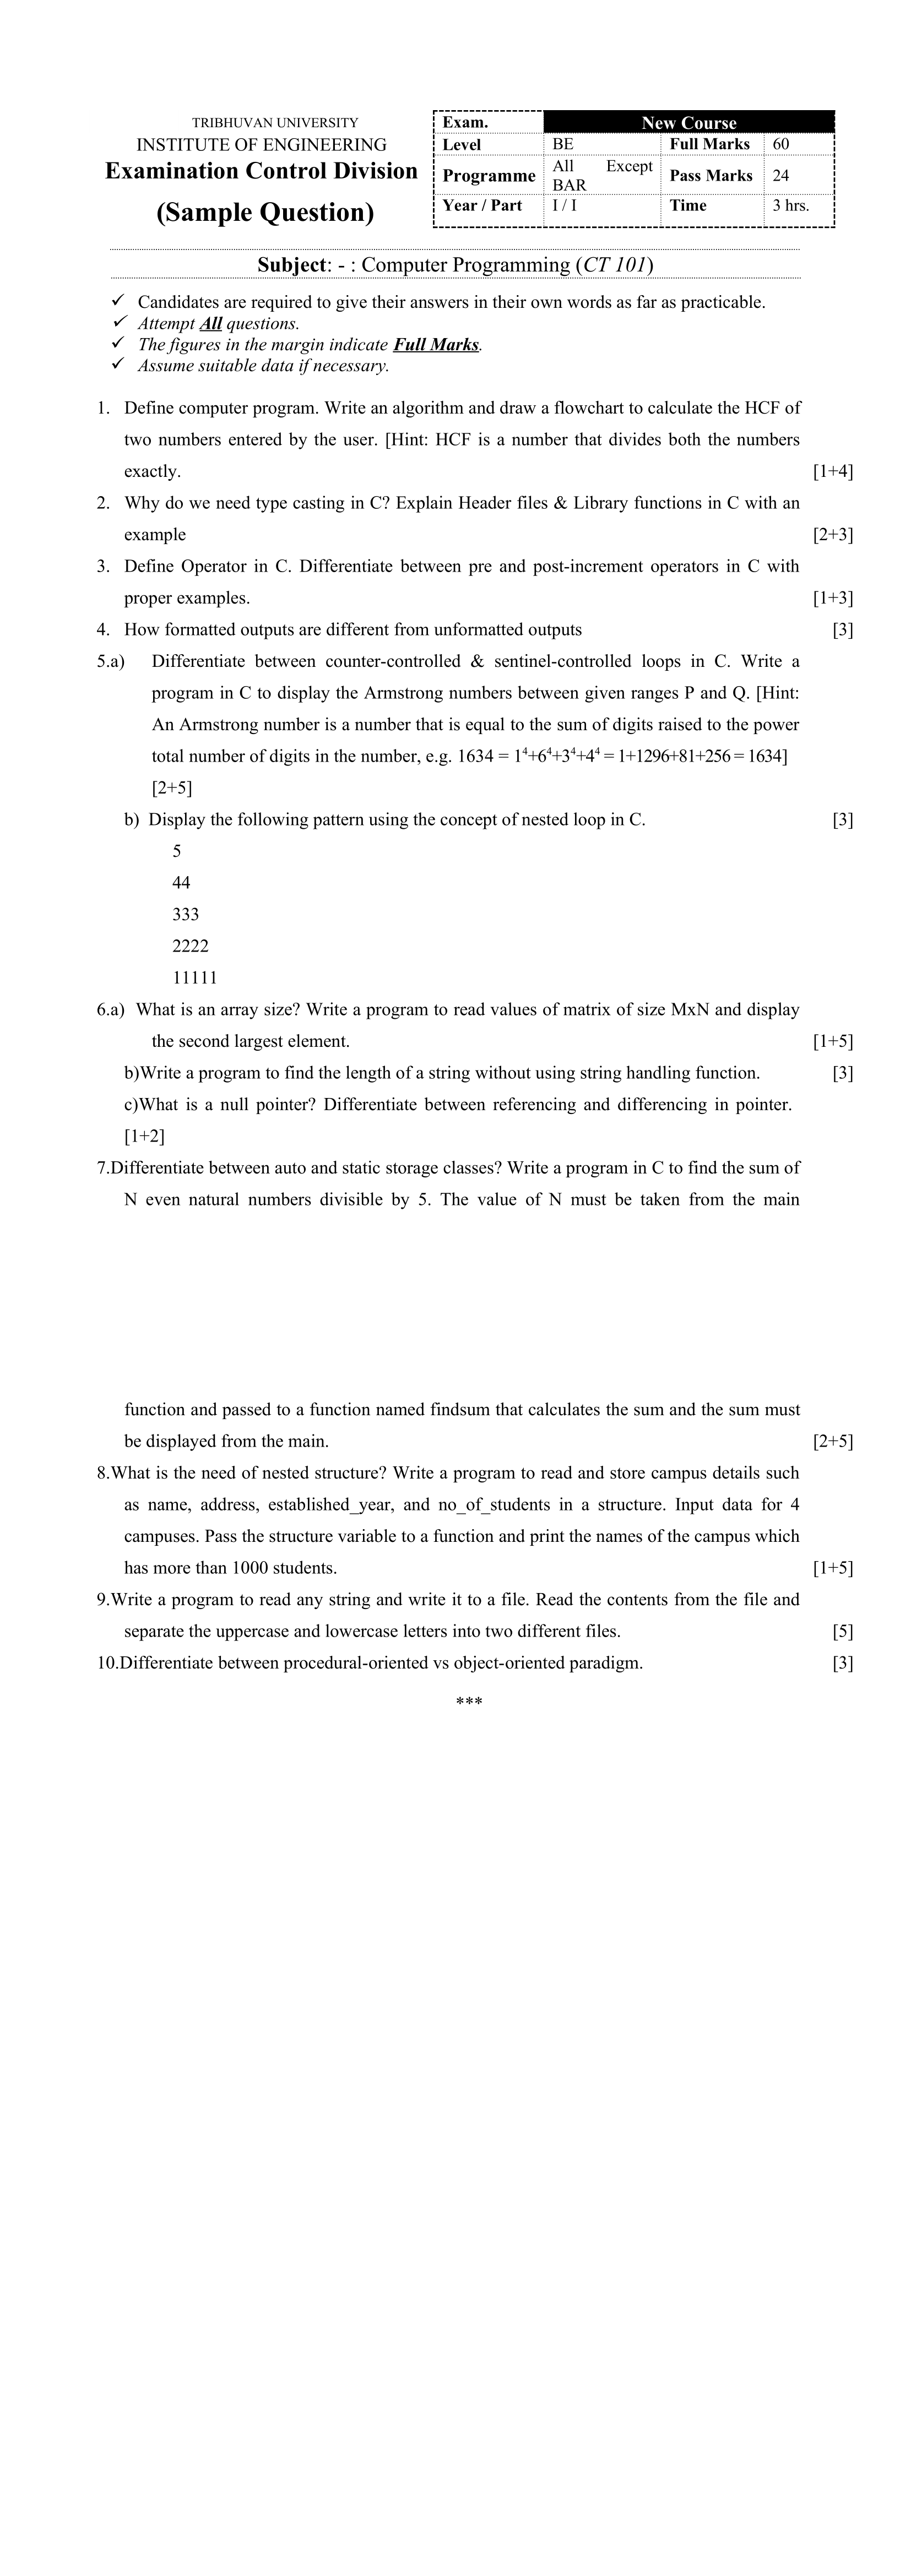 TRIBHUVAN UNIVERSITY
INSTITUTE OF ENGINEERING
Examination Control Division
(Sample Question)
Exam. New Course
Level BE Full Marks 60
Programme All Except BAR Pass Marks 24
Year / Part I / I Time 3 hrs.
Subject: - : Computer Programming (CT 101)
✓ Candidates are required to give their answers in their own words as far as practicable.
✓ Attempt All questions.
✓ The figures in the margin indicate Full Marks.
✓ Assume suitable data if necessary.
1. Define computer program. Write an algorithm and draw a flowchart to calculate the HCF of
two numbers entered by the user. [Hint: HCF is a number that divides both the numbers
exactly. [1+4]
2. Why do we need type casting in C? Explain Header files & Library functions in C with an
example [2+3]
3. Define Operator in C. Differentiate between pre and post-increment operators in C with
proper examples. [1+3]
4. How formatted outputs are different from unformatted outputs [3]
5.a) Differentiate between counter-controlled & sentinel-controlled loops in C. Write a
program in C to display the Armstrong numbers between given ranges P and Q. [Hint:
An Armstrong number is a number that is equal to the sum of digits raised to the power
total number of digits in the number, e.g. 1634 = 1⁴+6⁴+3⁴+4⁴ = 1+1296+81+256 = 1634]
[2+5]
b) Display the following pattern using the concept of nested loop in C. [3]
5
44
333
2222
11111
6.a) What is an array size? Write a program to read values of matrix of size MxN and display
the second largest element. [1+5]
b)Write a program to find the length of a string without using string handling function. [3]
c)What is a null pointer? Differentiate between referencing and differencing in pointer.
[1+2]
7.Differentiate between auto and static storage classes? Write a program in C to find the sum of
N even natural numbers divisible by 5. The value of N must be taken from the main
function and passed to a function named findsum that calculates the sum and the sum must
be displayed from the main. [2+5]
8.What is the need of nested structure? Write a program to read and store campus details such
as name, address, established_year, and no_of_students in a structure. Input data for 4
campuses. Pass the structure variable to a function and print the names of the campus which
has more than 1000 students. [1+5]
9.Write a program to read any string and write it to a file. Read the contents from the file and
separate the uppercase and lowercase letters into two different files. [5]
10.Differentiate between procedural-oriented vs object-oriented paradigm. [3]
***